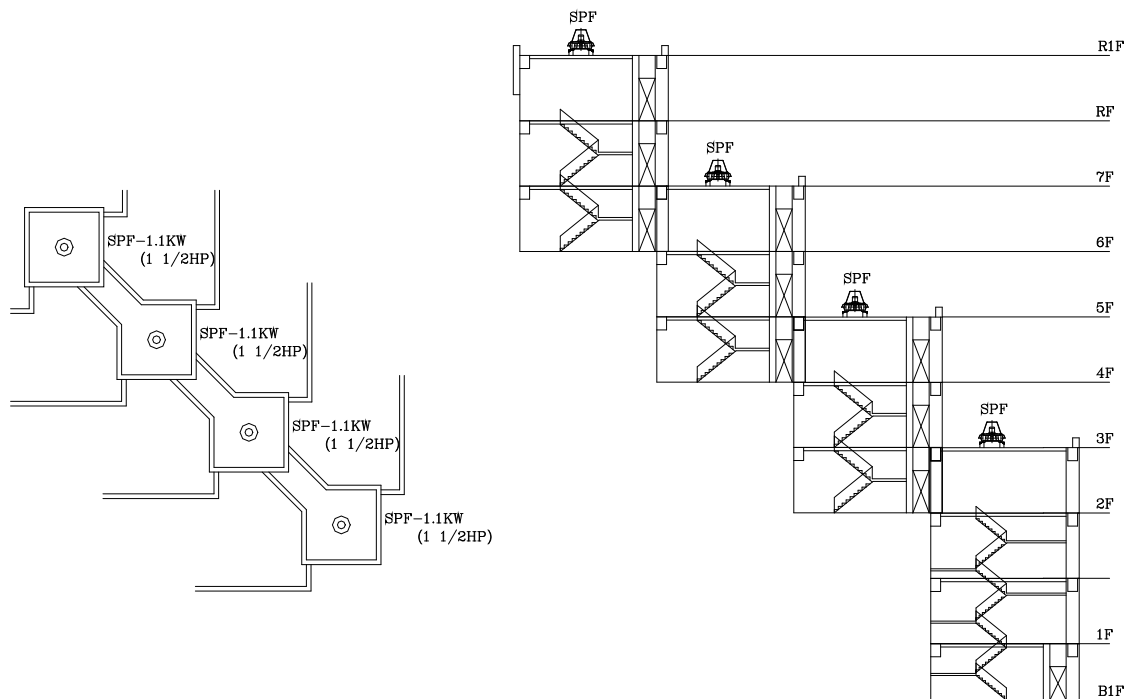 SPF-1.1KW
(1 1/2HP)
SPF-1.1KW
(1 1/2HP)
SPF-1.1KW
(1 1/2HP)
SPF-1.1KW
(1 1/2HP)
SPF
R1F
RF
SPF
7F
6F
SPF
5F
4F
SPF
3F
2F
1F
B1F